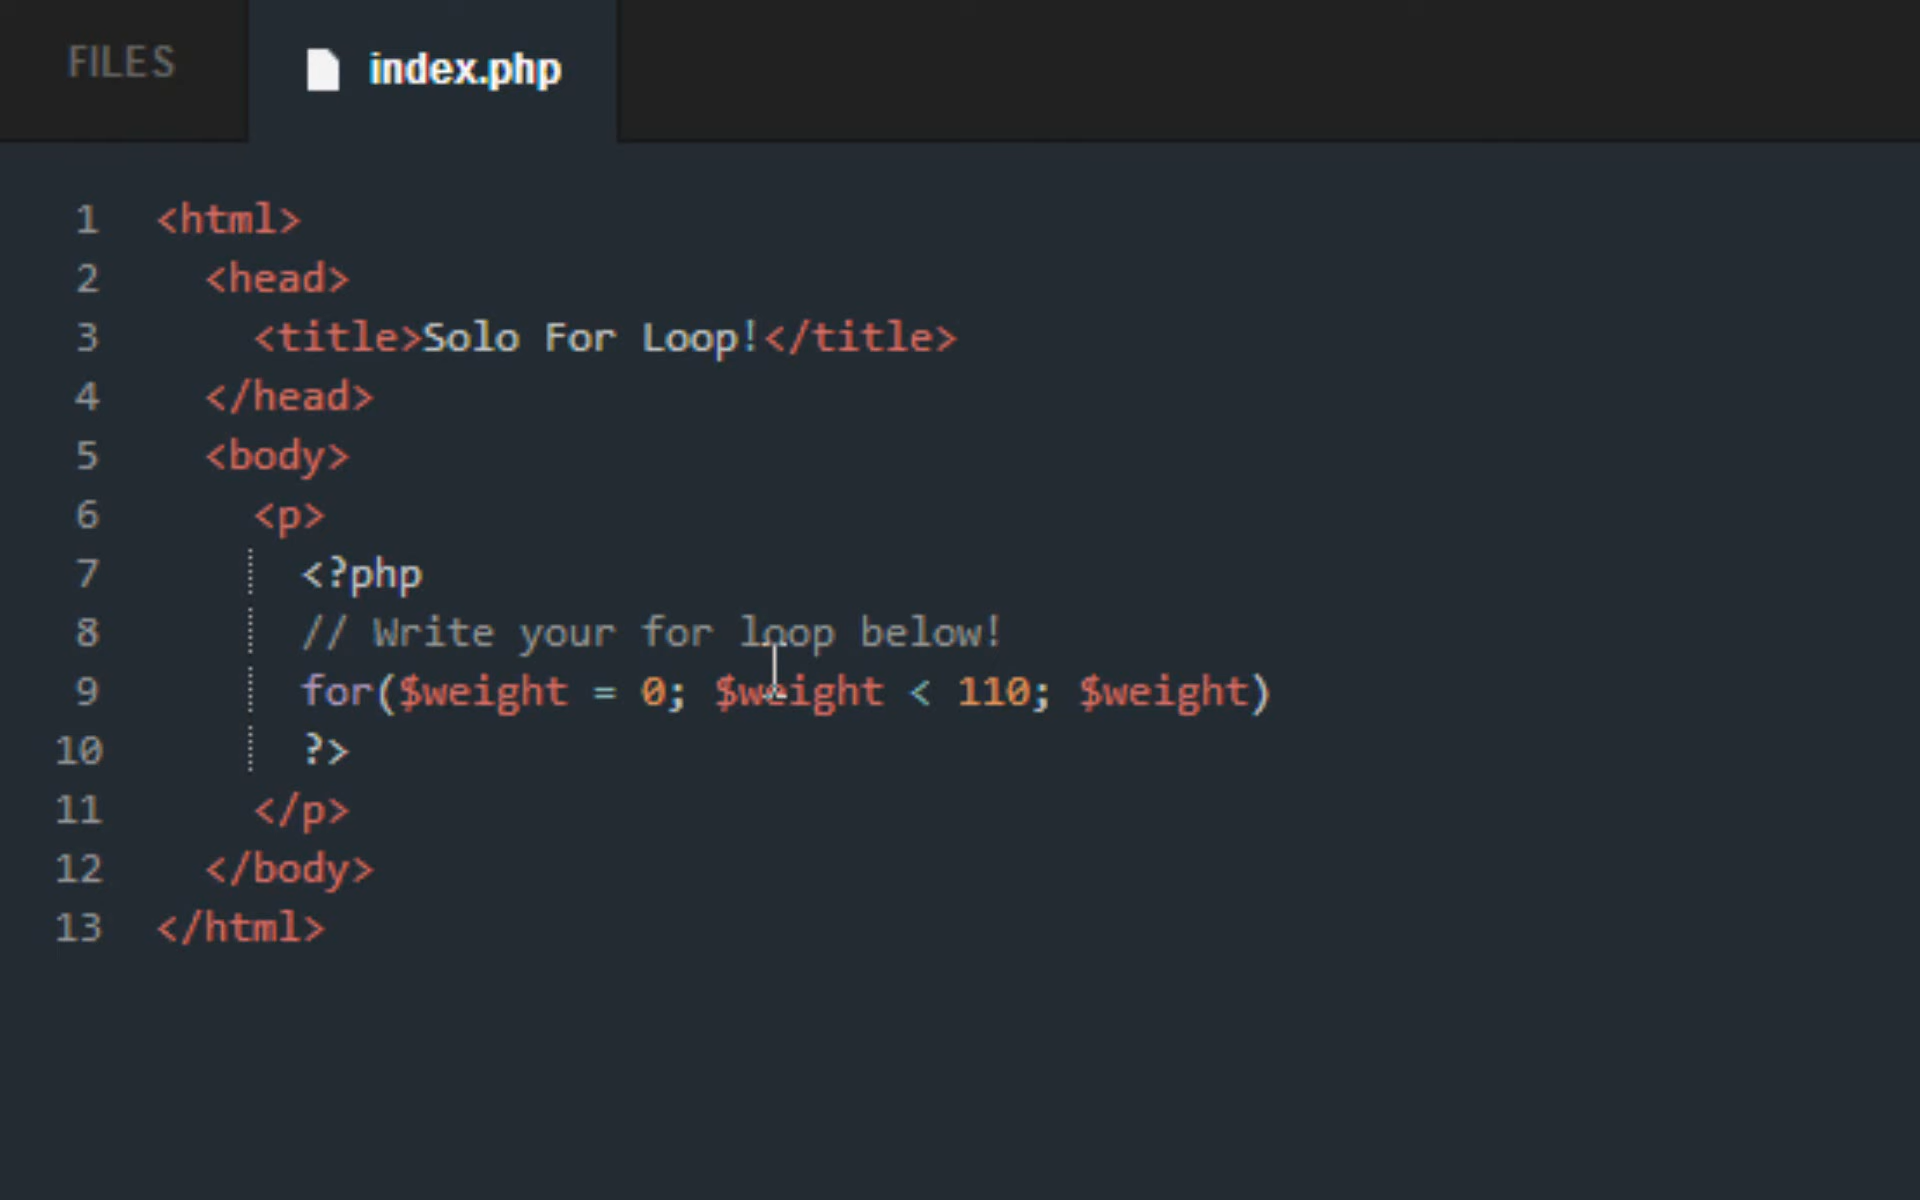 FILES
index.php
1 <html>
2 <head>
3 <title>Solo For Loop!</title>
4 </head>
5 <body>
6 <p>
7 <?php
8 // Write your for loop below!
9 for($weight = 0; $weight < 110; $weight)
10 ?>
11 </p>
12 </body>
13 </html>